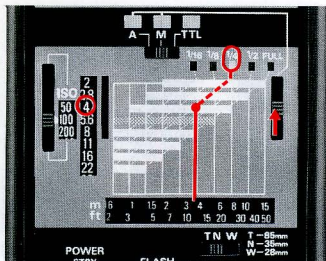 A M TTL
1/16 1/8 1/4 1/2 FULL
ISO
50
100
200
2
2.8
4
5.6
8
11
16
22
m .6 1 1.5 2 3 4 6 8 10 15
ft 2 3 5 7 10 15 20 30 40 50
TN W
T–85mm
N–35mm
W–28mm
POWER
FLASH